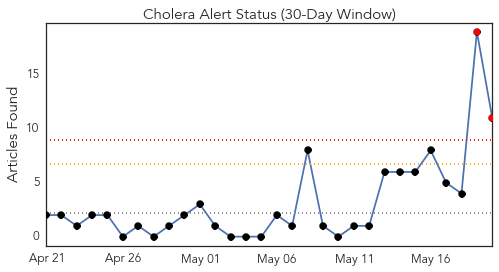 Cholera Alert Status (30-Day Window)
Articles Found
15
10
5
0
Apr 21 Apr 26 May 01 May 06 May 11 May 16